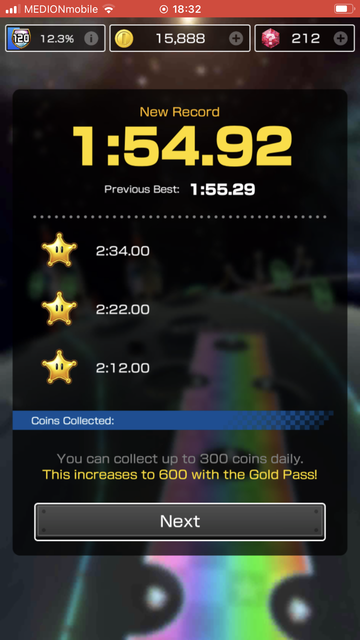 MEDIONmobile 18:32
120 12.3% i 15,888 + 212 +
New Record
1:54.92
Previous Best: 1:55.29
2:34.00
2:22.00
2:12.00
Coins Collected:
You can collect up to 300 coins daily.
This increases to 600 with the Gold Pass!
Next